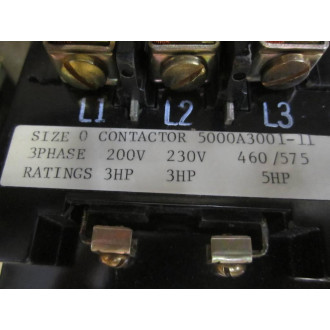 L1 L2 L3
SIZE 0 CONTACTOR 5000A3001-11
3PHASE 200V 230V 460/575
RATINGS 3HP 3HP 5HP